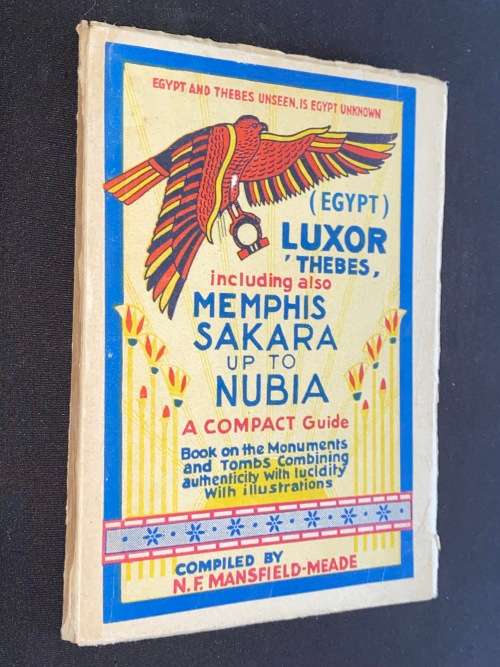 EGYPT AND THEBES UNSEEN, IS EGYPT UNKNOWN
(EGYPT)
LUXOR
'THEBES,
including also
MEMPHIS
SAKARA
UP TO
NUBIA
A COMPACT Guide
Book on the Monuments
and Tombs Combining
authenticity with lucidity
With illustrations
COMPILED BY
N.F. MANSFIELD-MEADE